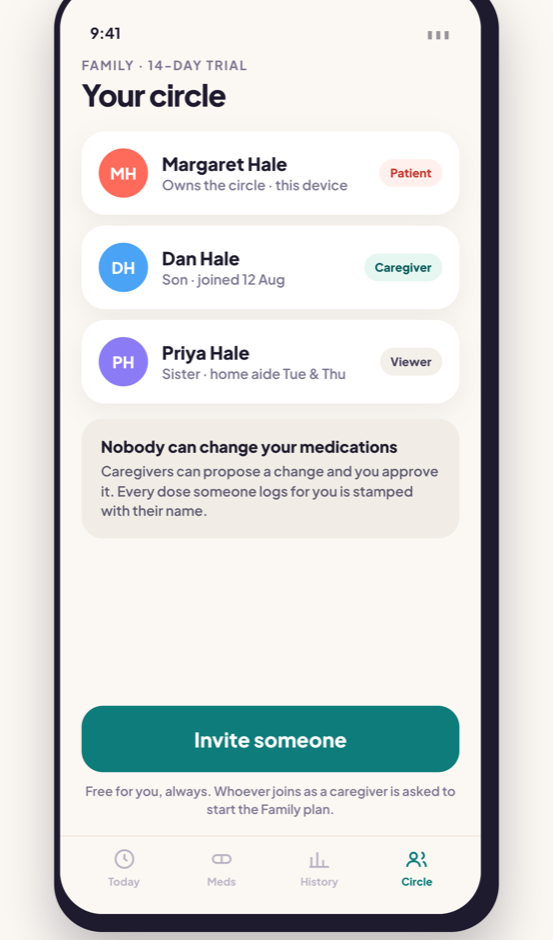 9:41
FAMILY · 14-DAY TRIAL
Your circle
MH
Margaret Hale
Owns the circle · this device
Patient
DH
Dan Hale
Son · joined 12 Aug
Caregiver
PH
Priya Hale
Sister · home aide Tue & Thu
Viewer
Nobody can change your medications
Caregivers can propose a change and you approve
it. Every dose someone logs for you is stamped
with their name.
Invite someone
Free for you, always. Whoever joins as a caregiver is asked to
start the Family plan.
Today
Meds
History
Circle